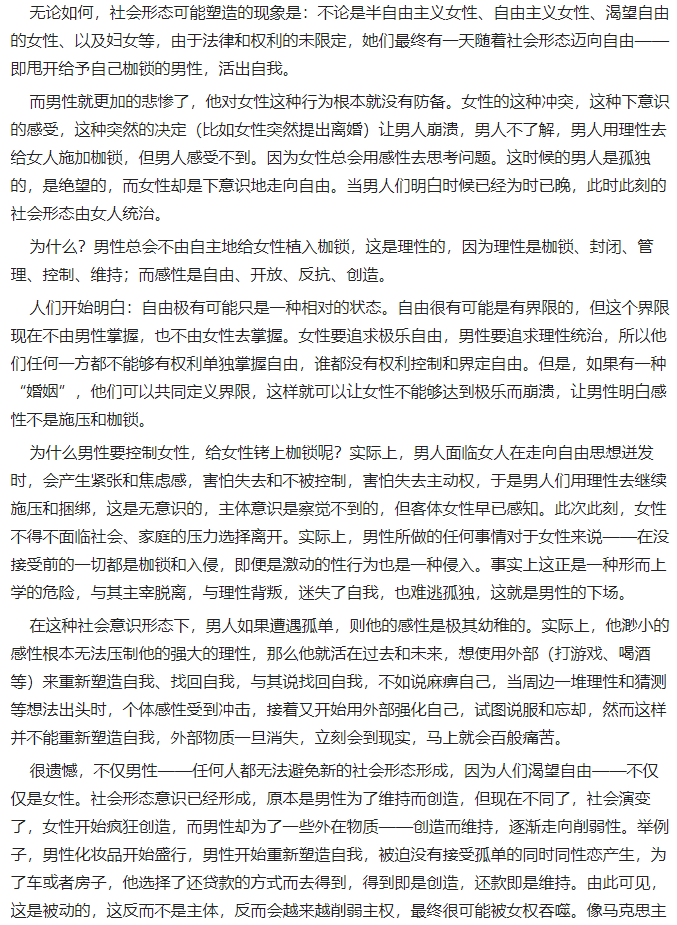 无论如何，社会形态可能塑造的现象是：不论是半自由主义女性、自由主义女性、渴望自由
的女性、以及妇女等，由于法律和权利的未限定，她们最终有一天随着社会形态迈向自由——
即甩开给予自己枷锁的男性，活出自我。
而男性就更加的悲惨了，他对女性这种行为根本就没有防备。女性的这种冲突，这种下意识
的感受，这种突然的决定（比如女性突然提出离婚）让男人崩溃，男人不了解，男人用理性去
给女人施加枷锁，但男人感受不到。因为女性总会用感性去思考问题。这时候的男人是孤独
的，是绝望的，而女性却是下意识地走向自由。当男人们明白时候已经为时已晚，此时此刻的
社会形态由女人统治。
为什么？男性总会不由自主地给女性植入枷锁，这是理性的，因为理性是枷锁、封闭、管
理、控制、维持；而感性是自由、开放、反抗、创造。
人们开始明白：自由极有可能只是一种相对的状态。自由很有可能是有界限的，但这个界限
现在不由男性掌握，也不由女性去掌握。女性要追求极乐自由，男性要追求理性统治，所以他
们任何一方都不能够有权利单独掌握自由，谁都没有权利控制和界定自由。但是，如果有一种
“婚姻”，他们可以共同定义界限，这样就可以让女性不能够达到极乐而崩溃，让男性明白感
性不是施压和枷锁。
为什么男性要控制女性，给女性铐上枷锁呢？实际上，男人面临女人在走向自由思想迸发
时，会产生紧张和焦虑感，害怕失去和不被控制，害怕失去主动权，于是男人们用理性去继续
施压和捆绑，这是无意识的，主体意识是察觉不到的，但客体女性早已感知。此次此刻，女性
不得不面临社会、家庭的压力选择离开。实际上，男性所做的任何事情对于女性来说——在没
接受前的一切都是枷锁和入侵，即便是激动的性行为也是一种侵入。事实上这正是一种形而上
学的危险，与其主宰脱离，与理性背叛，迷失了自我，也难逃孤独，这就是男性的下场。
在这种社会意识形态下，男人如果遭遇孤单，则他的感性是极其幼稚的。实际上，他渺小的
感性根本无法压制他的强大的理性，那么他就活在过去和未来，想使用外部（打游戏、喝酒
等）来重新塑造自我、找回自我，与其说找回自我，不如说麻痹自己，当周边一堆理性和猜测
等想法出头时，个体感性受到冲击，接着又开始用外部强化自己，试图说服和忘却，然而这样
并不能重新塑造自我，外部物质一旦消失，立刻会到现实，马上就会百般痛苦。
很遗憾，不仅男性——任何人都无法避免新的社会形态形成，因为人们渴望自由——不仅
仅是女性。社会形态意识已经形成，原本是男性为了维持而创造，但现在不同了，社会演变
了，女性开始疯狂创造，而男性却为了一些外在物质——创造而维持，逐渐走向削弱性。举例
子，男性化妆品开始盛行，男性开始重新塑造自我，被迫没有接受孤单的同时同性恋产生，为
了车或者房子，他选择了还贷款的方式而去得到，得到即是创造，还款即是维持。由此可见，
这是被动的，这反而不是主体，反而会越来越削弱主权，最终很可能被女权吞噬。像马克思主